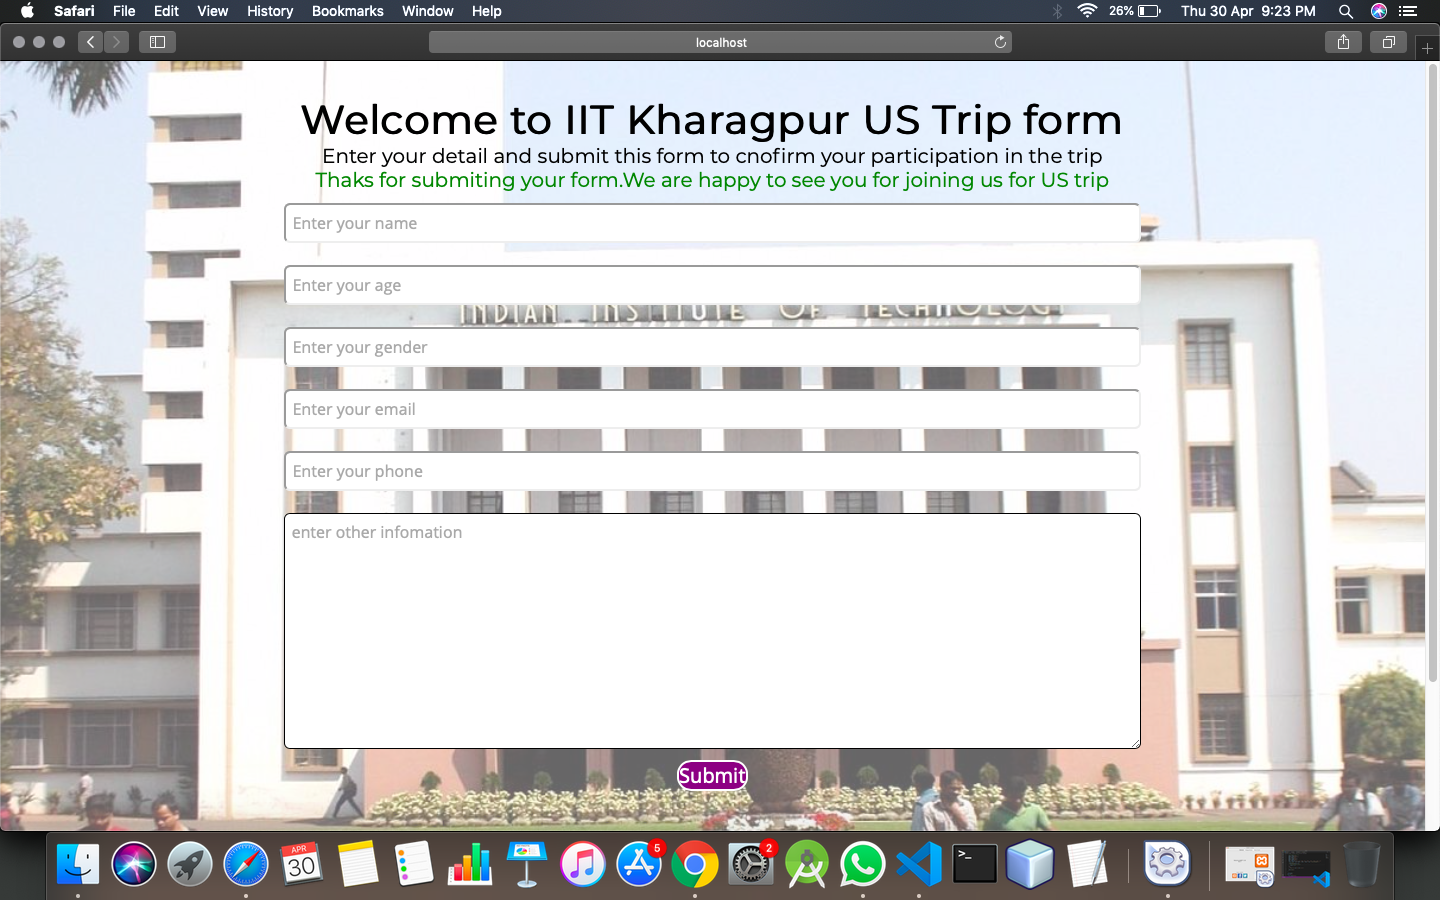 Safari File Edit View History Bookmarks Window Help 26% Thu 30 Apr 9:23 PM
localhost
Welcome to IIT Kharagpur US Trip form
Enter your detail and submit this form to cnofirm your participation in the trip
Thaks for submiting your form.We are happy to see you for joining us for US trip
Enter your name
Enter your age
INDIAN INSTITUTE OF TECHNOLOGY
Enter your gender
Enter your email
Enter your phone
enter other infomation
Submit
APR
30
5
2